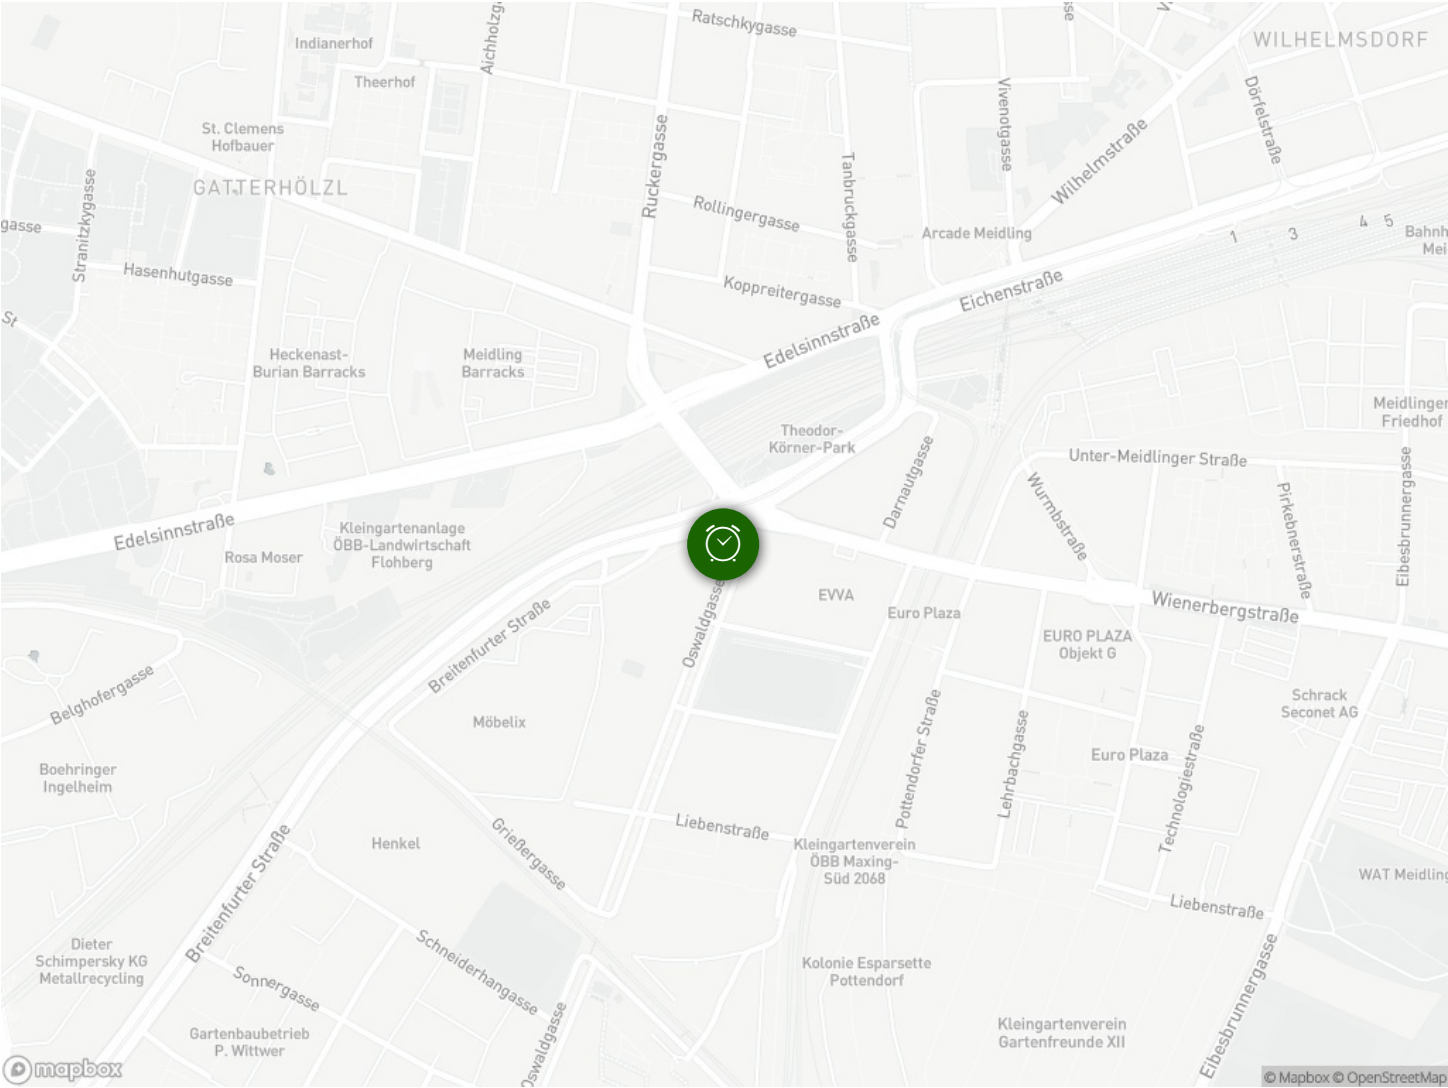 Ratschkygasse
WILHELMSDORF
Indianerhof
Theerhof
Aichholzg
Vivenotgasse
Dörfelstraße
St. Clemens
Hofbauer
Ruckergasse
Wilhelmstraße
GATTERHÖLZL
Tanbruckgasse
Stranitzkygasse
gasse
Rollingergasse
Arcade Meidling
1
3
4
5
Bahnh
Mei
Hasenhutgasse
Koppreitergasse
Eichenstraße
St
Edelsinnstraße
Heckenast-
Burian Barracks
Meidling
Barracks
Meidlinger
Friedhof
Theodor-
Körner-Park
Unter-Meidlinger Straße
Darnautgasse
Wurmbstraße
Pirkebnerstraße
Eibesbrunnergasse
Edelsinnstraße
Kleingartenanlage
ÖBB-Landwirtschaft
Flohberg
Rosa Moser
EVVA
Euro Plaza
Wienerbergstraße
Oswaldgasse
Breitenfurter Straße
EURO PLAZA
Objekt G
Belghofergasse
Schrack
Seconet AG
Möbelix
Pottendorfer Straße
Lehrbachgasse
Euro Plaza
Technologiestraße
Boehringer
Ingelheim
Liebenstraße
Henkel
Grießergasse
Kleingartenverein
ÖBB Maxing-
Süd 2068
WAT Meidling
Breitenfurter Straße
Liebenstraße
Dieter
Schimpersky KG
Metallrecycling
Schneiderhangasse
Sonnergasse
Kolonie Esparsette
Pottendorf
Eibesbrunnergasse
Gartenbaubetrieb
P. Wittwer
Oswaldgasse
Kleingartenverein
Gartenfreunde XII
mapbox
© Mapbox © OpenStreetMap